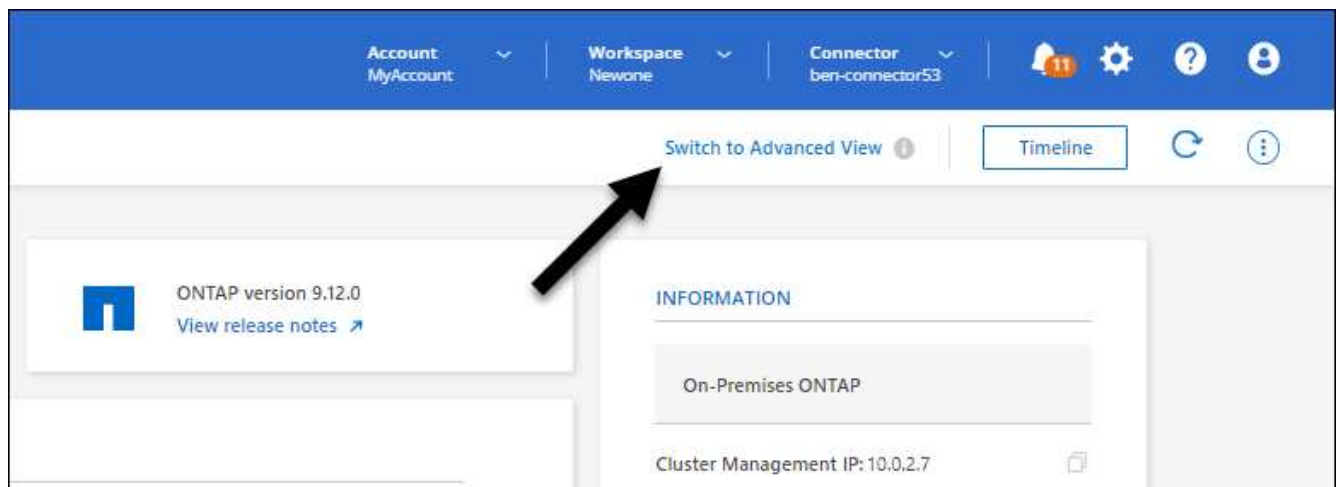 Account
MyAccount
Workspace
Newone
Connector
ben-connector53
11
Switch to Advanced View
Timeline
ONTAP version 9.12.0
View release notes
INFORMATION
On-Premises ONTAP
Cluster Management IP: 10.0.2.7